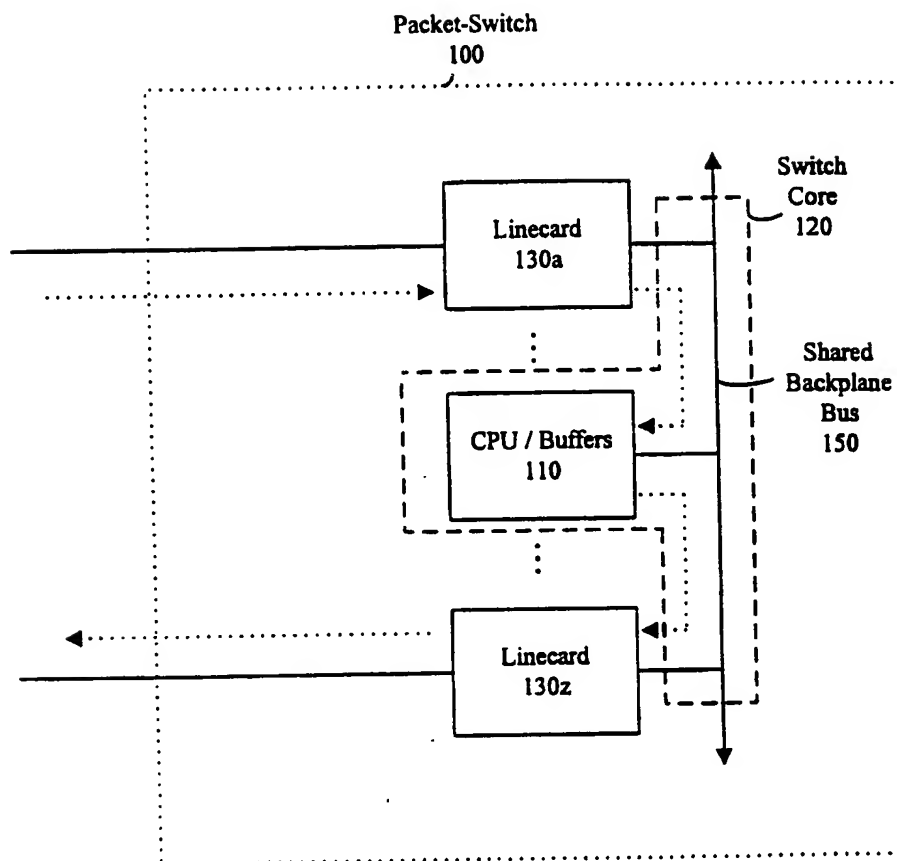 Packet-Switch
100
Switch
Core
120
Linecard
130a
Shared
Backplane
Bus
150
CPU / Buffers
110
Linecard
130z